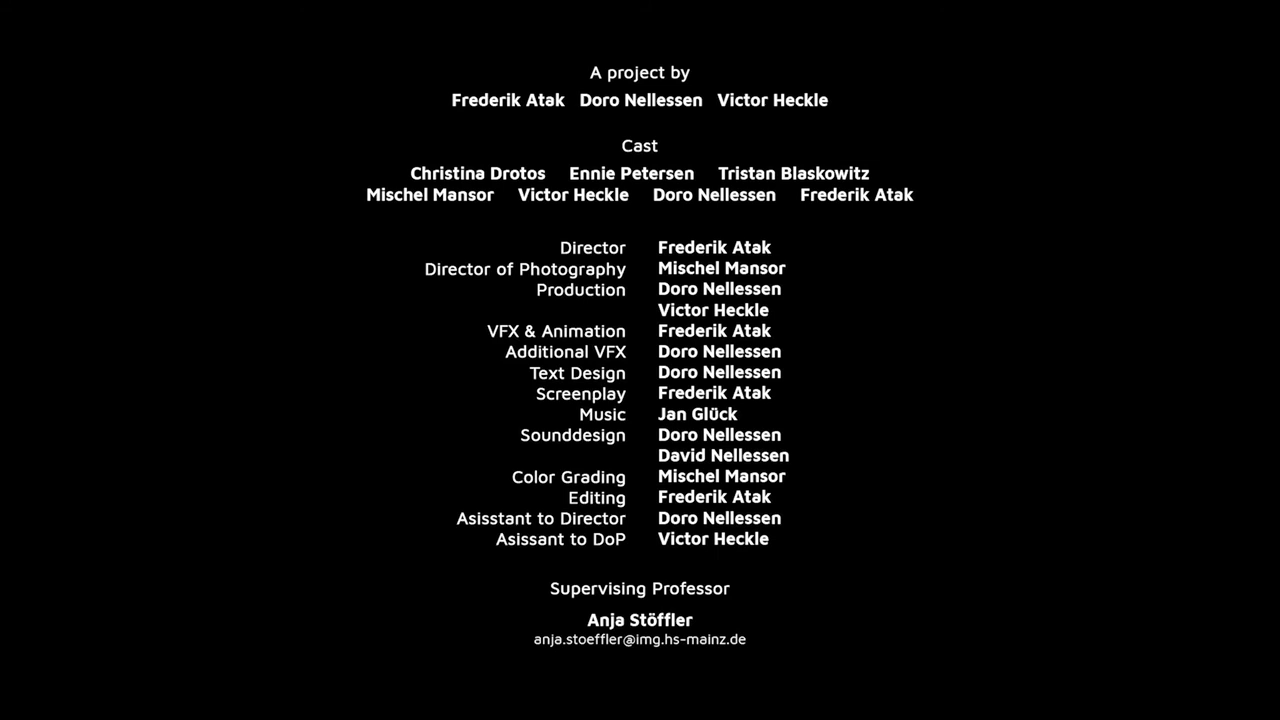 A project by
Frederik Atak Doro Nellessen Victor Heckle
Cast
Christina Drotos Ennie Petersen Tristan Blaskowitz
Mischel Mansor Victor Heckle Doro Nellessen Frederik Atak
Director Frederik Atak
Director of Photography Mischel Mansor
Production Doro Nellessen
Victor Heckle
VFX & Animation Frederik Atak
Additional VFX Doro Nellessen
Text Design Doro Nellessen
Screenplay Frederik Atak
Music Jan Glück
Sounddesign Doro Nellessen
David Nellessen
Color Grading Mischel Mansor
Editing Frederik Atak
Asisstant to Director Doro Nellessen
Asissant to DoP Victor Heckle
Supervising Professor
Anja Stöffler
anja.stoeffler@img.hs-mainz.de